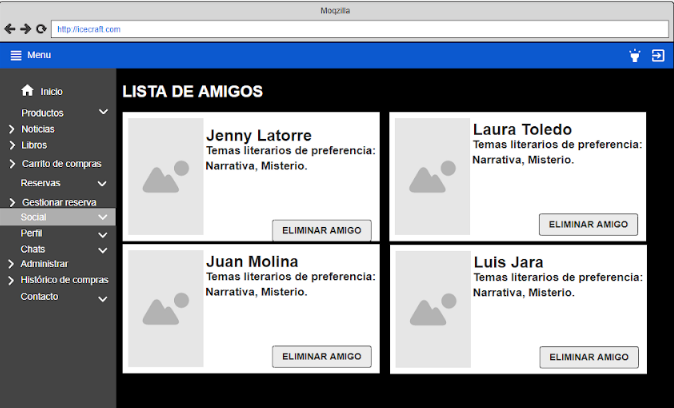 Moqzilla
http://icecraft.com
Menu
Inicio
Productos
Noticias
Libros
Carrito de compras
Reservas
Gestionar reserva
Social
Perfil
Chats
Administrar
Histórico de compras
Contacto
LISTA DE AMIGOS
Jenny Latorre
Temas literarios de preferencia:
Narrativa, Misterio.
ELIMINAR AMIGO
Laura Toledo
Temas literarios de preferencia:
Narrativa, Misterio.
ELIMINAR AMIGO
Juan Molina
Temas literarios de preferencia:
Narrativa, Misterio.
ELIMINAR AMIGO
Luis Jara
Temas literarios de preferencia:
Narrativa, Misterio.
ELIMINAR AMIGO